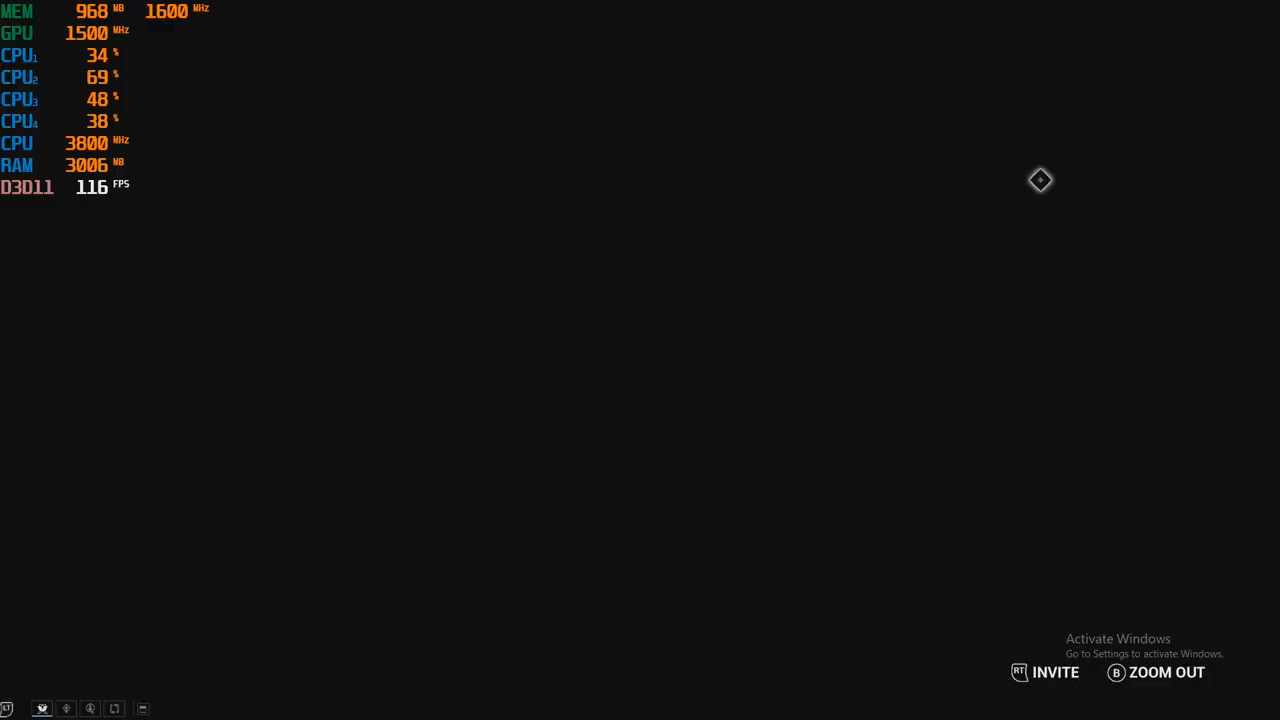 MEM 968 MB 1600 MHz
GPU 1500 MHz
CPU1 34 %
CPU2 69 %
CPU3 48 %
CPU4 38 %
CPU 3800 MHz
RAM 3006 MB
D3D11 116 FPS
Activate Windows
Go to Settings to activate Windows.
RT INVITE B ZOOM OUT
LT